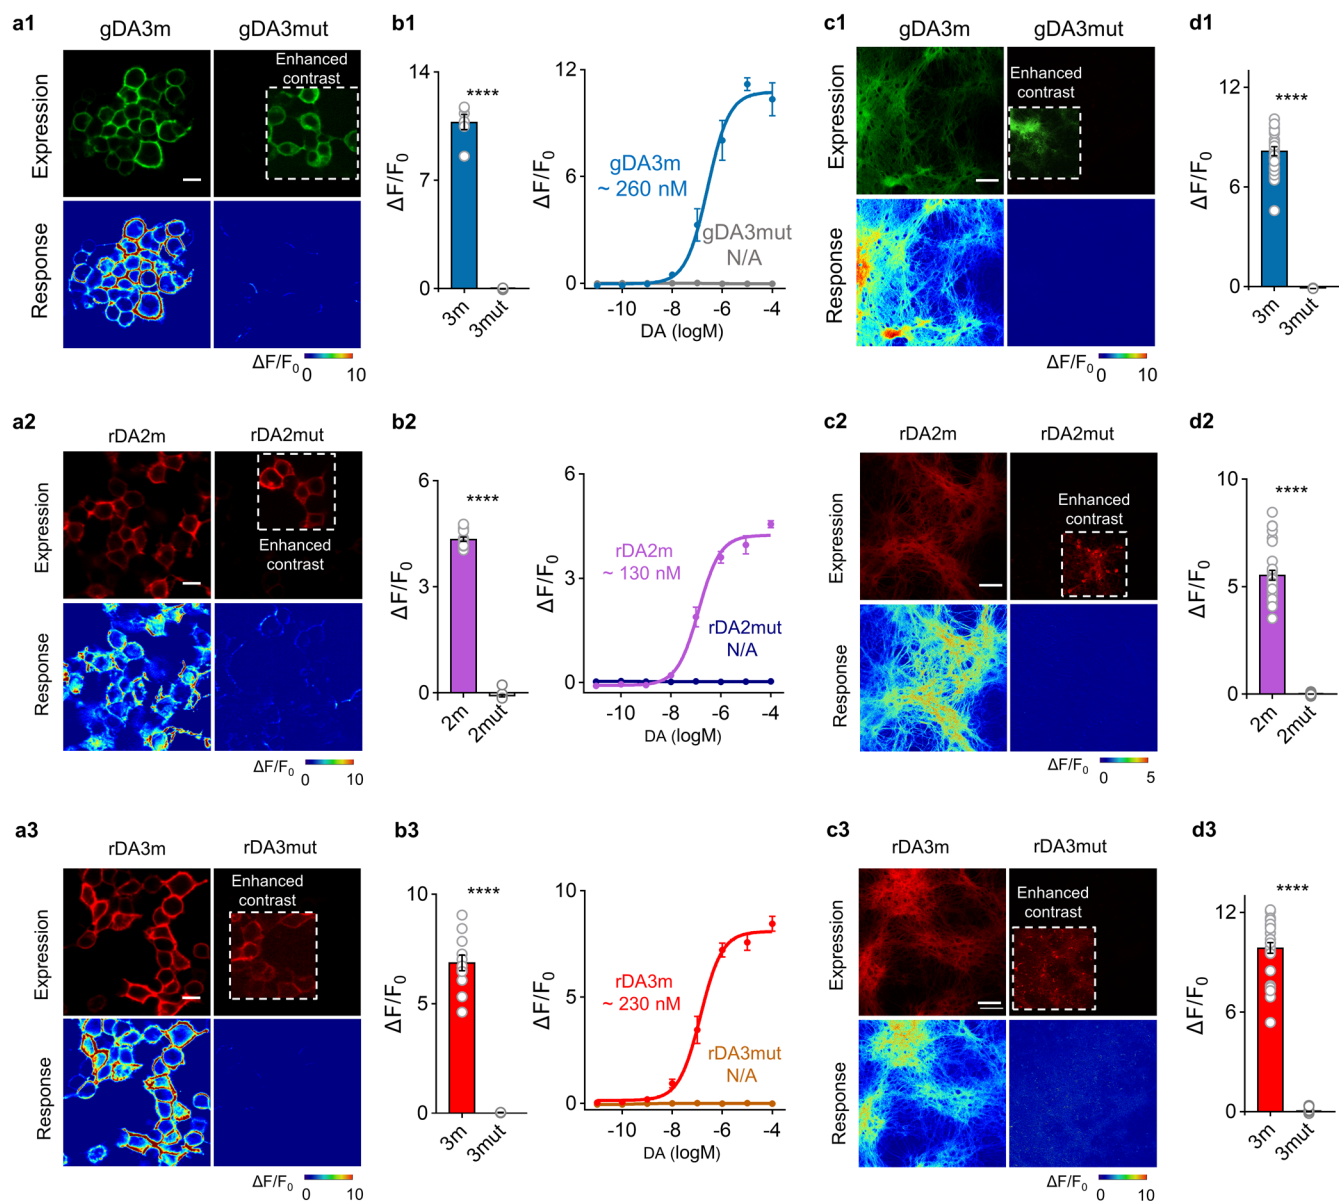 a1
gDA3m
gDA3mut
Expression
Enhanced
contrast
Response
ΔF/F0
0
10
b1
14
7
0
ΔF/F0
****
3m
3mut
12
6
0
ΔF/F0
gDA3m
~ 260 nM
gDA3mut
N/A
-10
-8
-6
-4
DA (logM)
c1
gDA3m
gDA3mut
Expression
Enhanced
contrast
Response
ΔF/F0
0
10
d1
12
6
0
ΔF/F0
****
3m
3mut
a2
rDA2m
rDA2mut
Expression
Enhanced
contrast
Response
ΔF/F0
0
10
b2
6
3
0
ΔF/F0
****
2m
2mut
6
3
0
ΔF/F0
rDA2m
~ 130 nM
rDA2mut
N/A
-10
-8
-6
-4
DA (logM)
c2
rDA2m
rDA2mut
Expression
Enhanced
contrast
Response
ΔF/F0
0
5
d2
10
5
0
ΔF/F0
****
2m
2mut
a3
rDA3m
rDA3mut
Expression
Enhanced
contrast
Response
ΔF/F0
0
10
b3
10
5
0
ΔF/F0
****
3m
3mut
10
5
0
ΔF/F0
rDA3m
~ 230 nM
rDA3mut
N/A
-10
-8
-6
-4
DA (logM)
c3
rDA3m
rDA3mut
Expression
Enhanced
contrast
Response
ΔF/F0
0
10
d3
12
6
0
ΔF/F0
****
3m
3mut